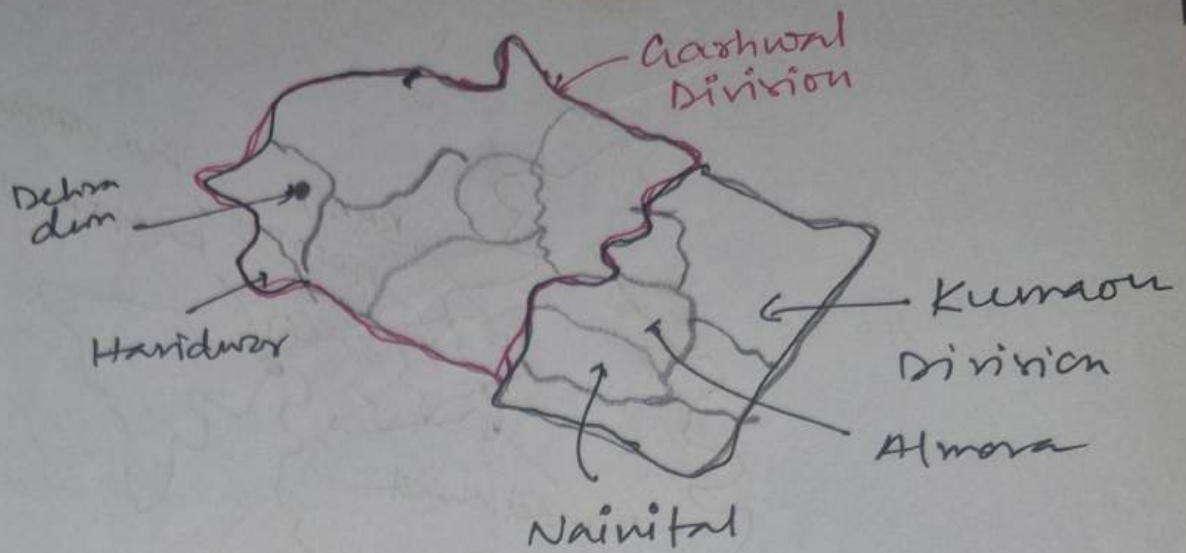 Garhwal
Division
Dehra
dun
Haridwar
Kumaon
Division
Almora
Nainital